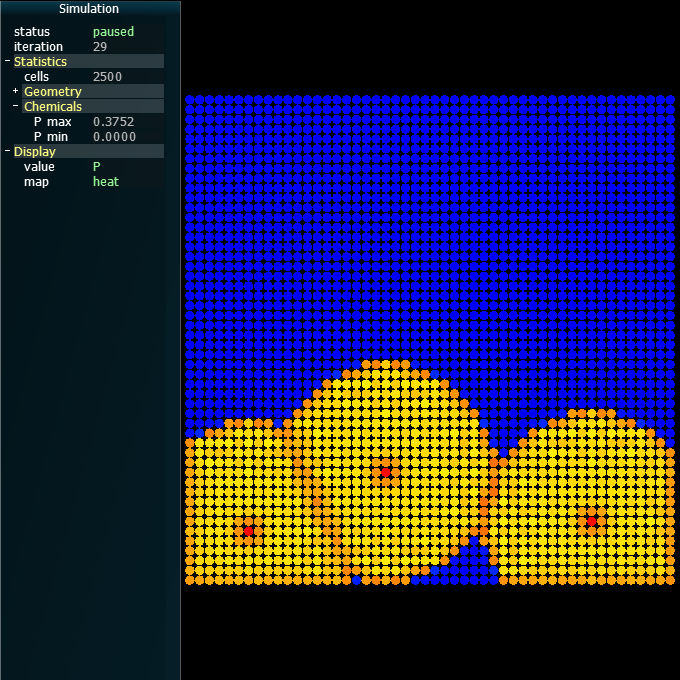 Simulation
status paused
iteration 29
- Statistics
cells 2500
+ Geometry
- Chemicals
P max 0.3752
P min 0.0000
- Display
value P
map heat